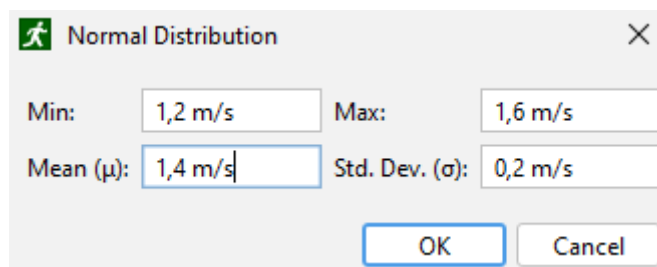 Normal Distribution
Min: 1,2 m/s Max: 1,6 m/s
Mean (μ): 1,4 m/s Std. Dev. (σ): 0,2 m/s
OK Cancel